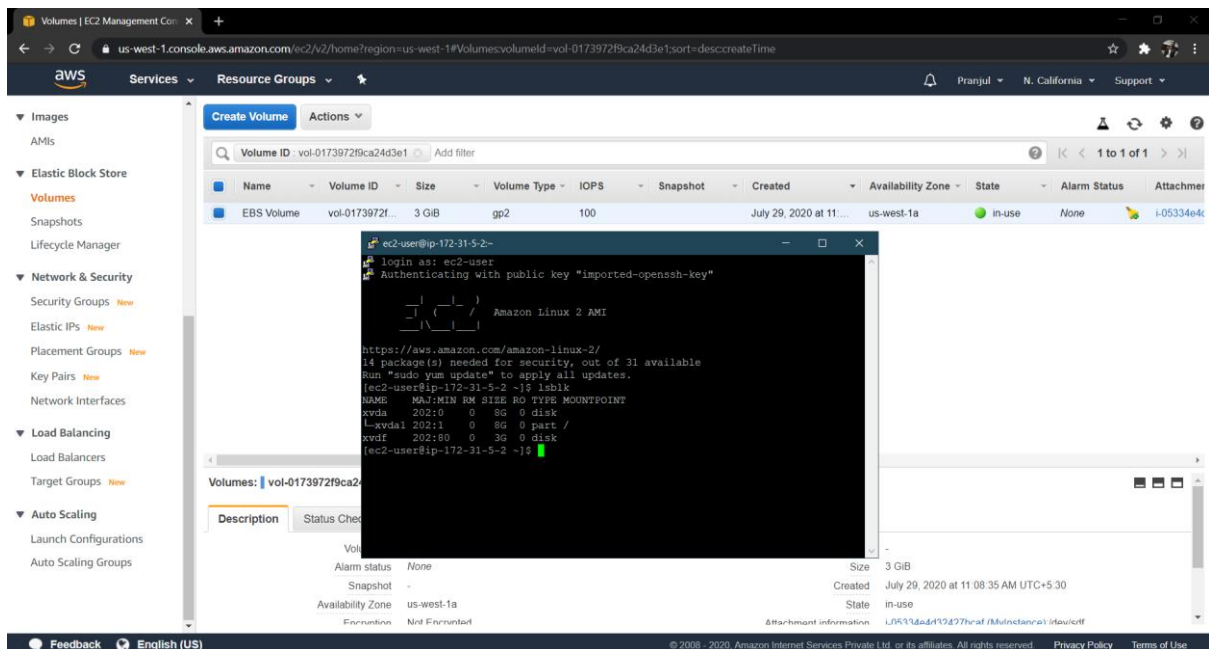 Volumes | EC2 Management Con
us-west-1.console.aws.amazon.com/ec2/v2/home?region=us-west-1#Volumes:volumeId=vol-0173972f9ca24d3e1;sort=desc:createTime
aws Services Resource Groups Pranjul N. California Support
Images
AMIs
Elastic Block Store
Volumes
Snapshots
Lifecycle Manager
Network & Security
Security Groups New
Elastic IPs New
Placement Groups New
Key Pairs New
Network Interfaces
Load Balancing
Load Balancers
Target Groups New
Auto Scaling
Launch Configurations
Auto Scaling Groups
Create Volume Actions
Volume ID : vol-0173972f9ca24d3e1 Add filter 1 to 1 of 1
Name Volume ID Size Volume Type IOPS Snapshot Created Availability Zone State Alarm Status Attachmer
EBS Volume vol-0173972f... 3 GiB gp2 100 July 29, 2020 at 11:... us-west-1a in-use None i-05334e4c
ec2-user@ip-172-31-5-2:~
login as: ec2-user
Authenticating with public key "imported-openssh-key"
__|  __|_  )
_|  (     /   Amazon Linux 2 AMI
___|\___|___|
https://aws.amazon.com/amazon-linux-2/
14 package(s) needed for security, out of 31 available
Run "sudo yum update" to apply all updates.
[ec2-user@ip-172-31-5-2 ~]$ lsblk
NAME MAJ:MIN RM SIZE RO TYPE MOUNTPOINT
xvda 202:0 0 8G 0 disk
└─xvda1 202:1 0 8G 0 part /
xvdf 202:80 0 3G 0 disk
[ec2-user@ip-172-31-5-2 ~]$
Volumes: vol-0173972f9ca24
Description Status Chec
Volu -
Alarm status None Size 3 GiB
Snapshot - Created July 29, 2020 at 11:08:35 AM UTC+5:30
Availability Zone us-west-1a State in-use
Encryption Not Encrypted Attachment information i-05334e4d32427bcaf (MyInstance):/dev/sdf
Feedback English (US) © 2008 - 2020, Amazon Internet Services Private Ltd. or its affiliates. All rights reserved. Privacy Policy Terms of Use